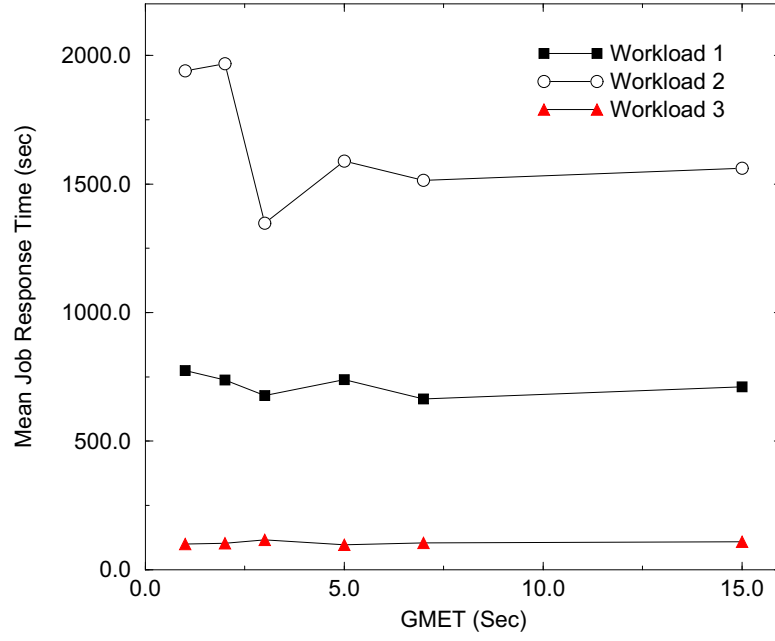 2000.0
1500.0
1000.0
500.0
0.0
Mean Job Response Time (sec)
Workload 1
Workload 2
Workload 3
0.0 5.0 10.0 15.0
GMET (Sec)